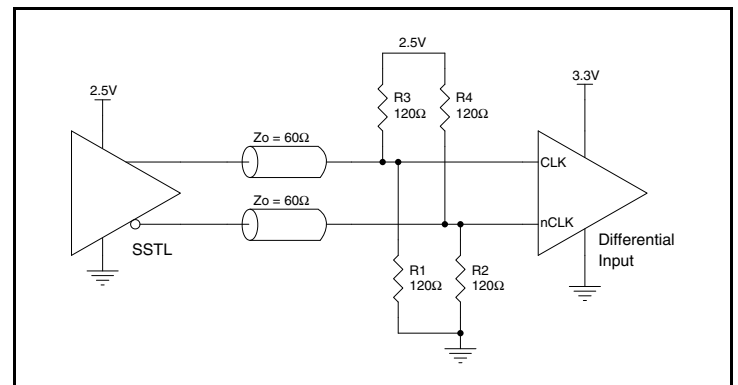 2.5V
3.3V
2.5V
R3
120Ω
R4
120Ω
Zo = 60Ω
CLK
Zo = 60Ω
nCLK
SSTL
Differential
Input
R1
120Ω
R2
120Ω